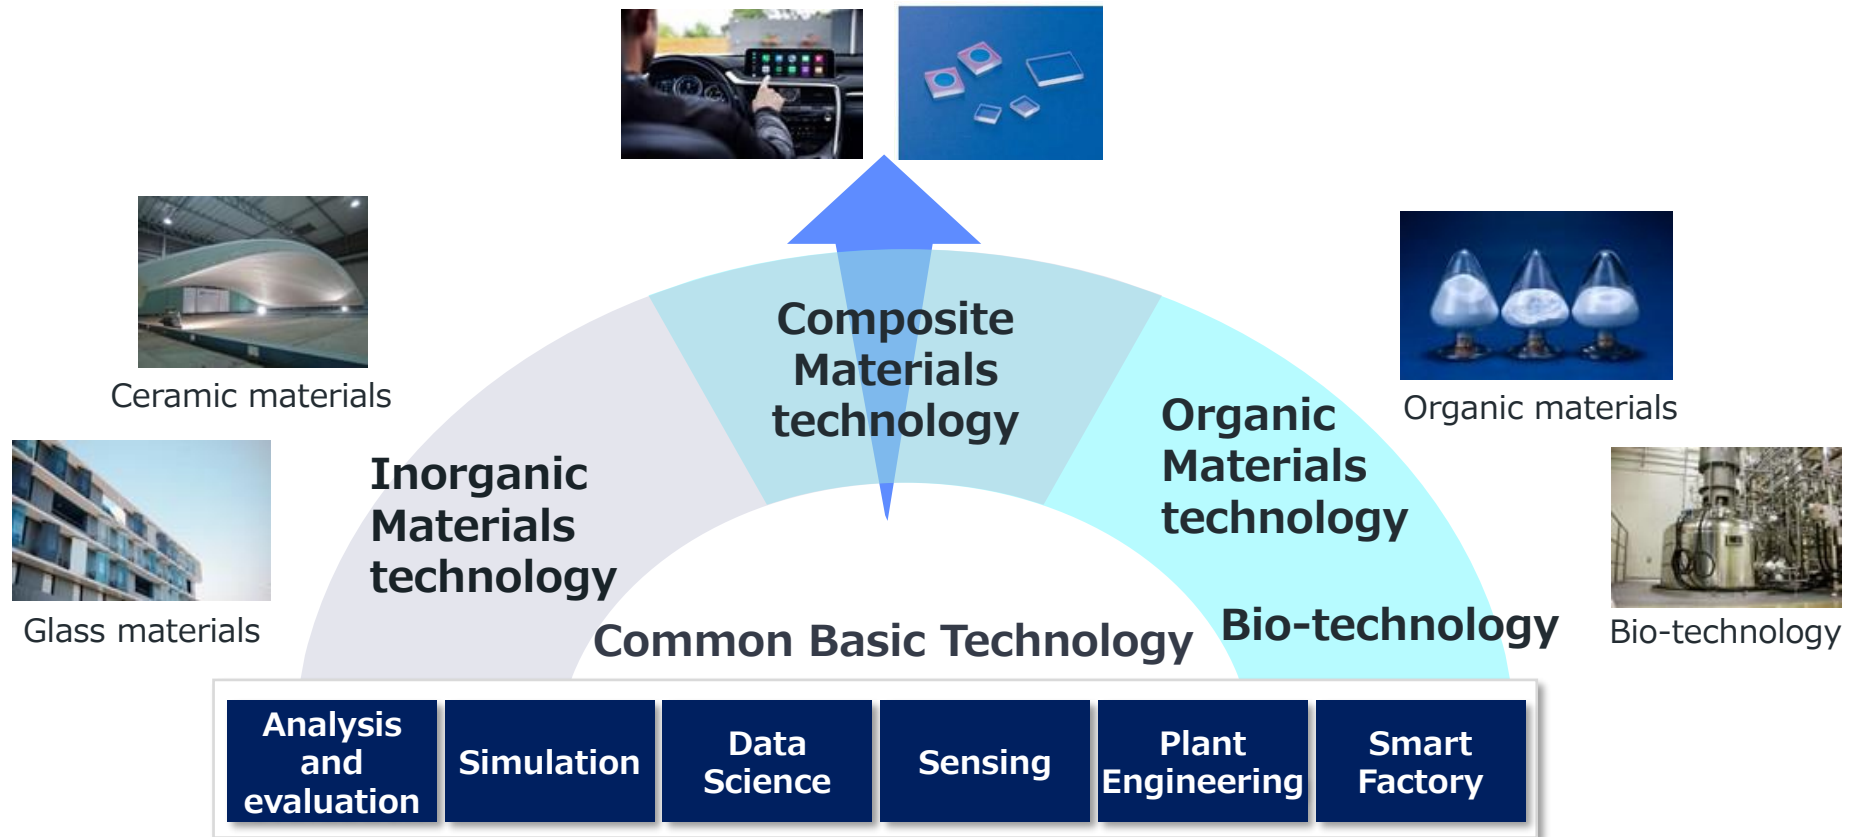 Composite
Materials
technology
Ceramic materials
Organic materials
Organic
Materials
technology
Inorganic
Materials
technology
Glass materials
Common Basic Technology
Bio-technology
Bio-technology
Analysis
and
evaluation
Simulation
Data
Science
Sensing
Plant
Engineering
Smart
Factory